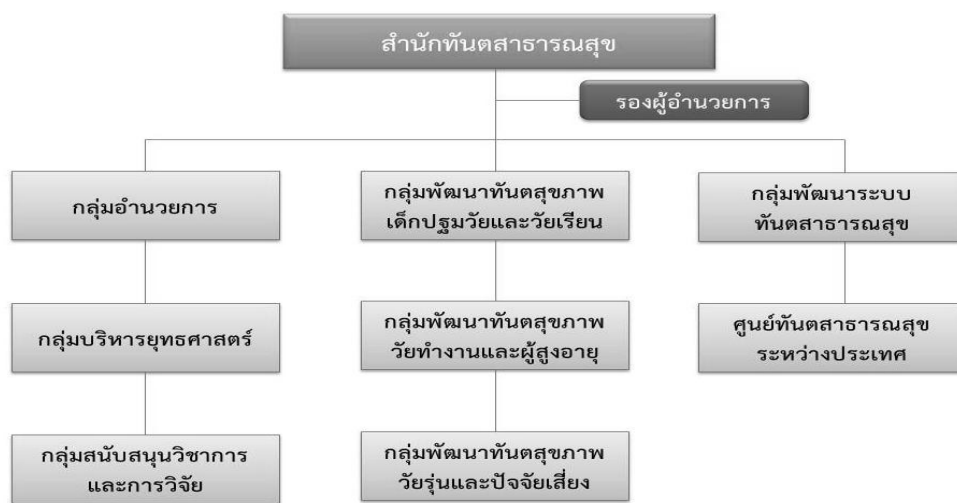 สำนักทันตสาธารณสุข
รองผู้อำนวยการ
กลุ่มอำนวยการ
กลุ่มพัฒนาทันตสุขภาพ
เด็กปฐมวัยและวัยเรียน
กลุ่มพัฒนาระบบ
ทันตสาธารณสุข
กลุ่มบริหารยุทธศาสตร์
กลุ่มพัฒนาทันตสุขภาพ
วัยทำงานและผู้สูงอายุ
ศูนย์ทันตสาธารณสุข
ระหว่างประเทศ
กลุ่มสนับสนุนวิชาการ
และการวิจัย
กลุ่มพัฒนาทันตสุขภาพ
วัยรุ่นและปัจจัยเสี่ยง